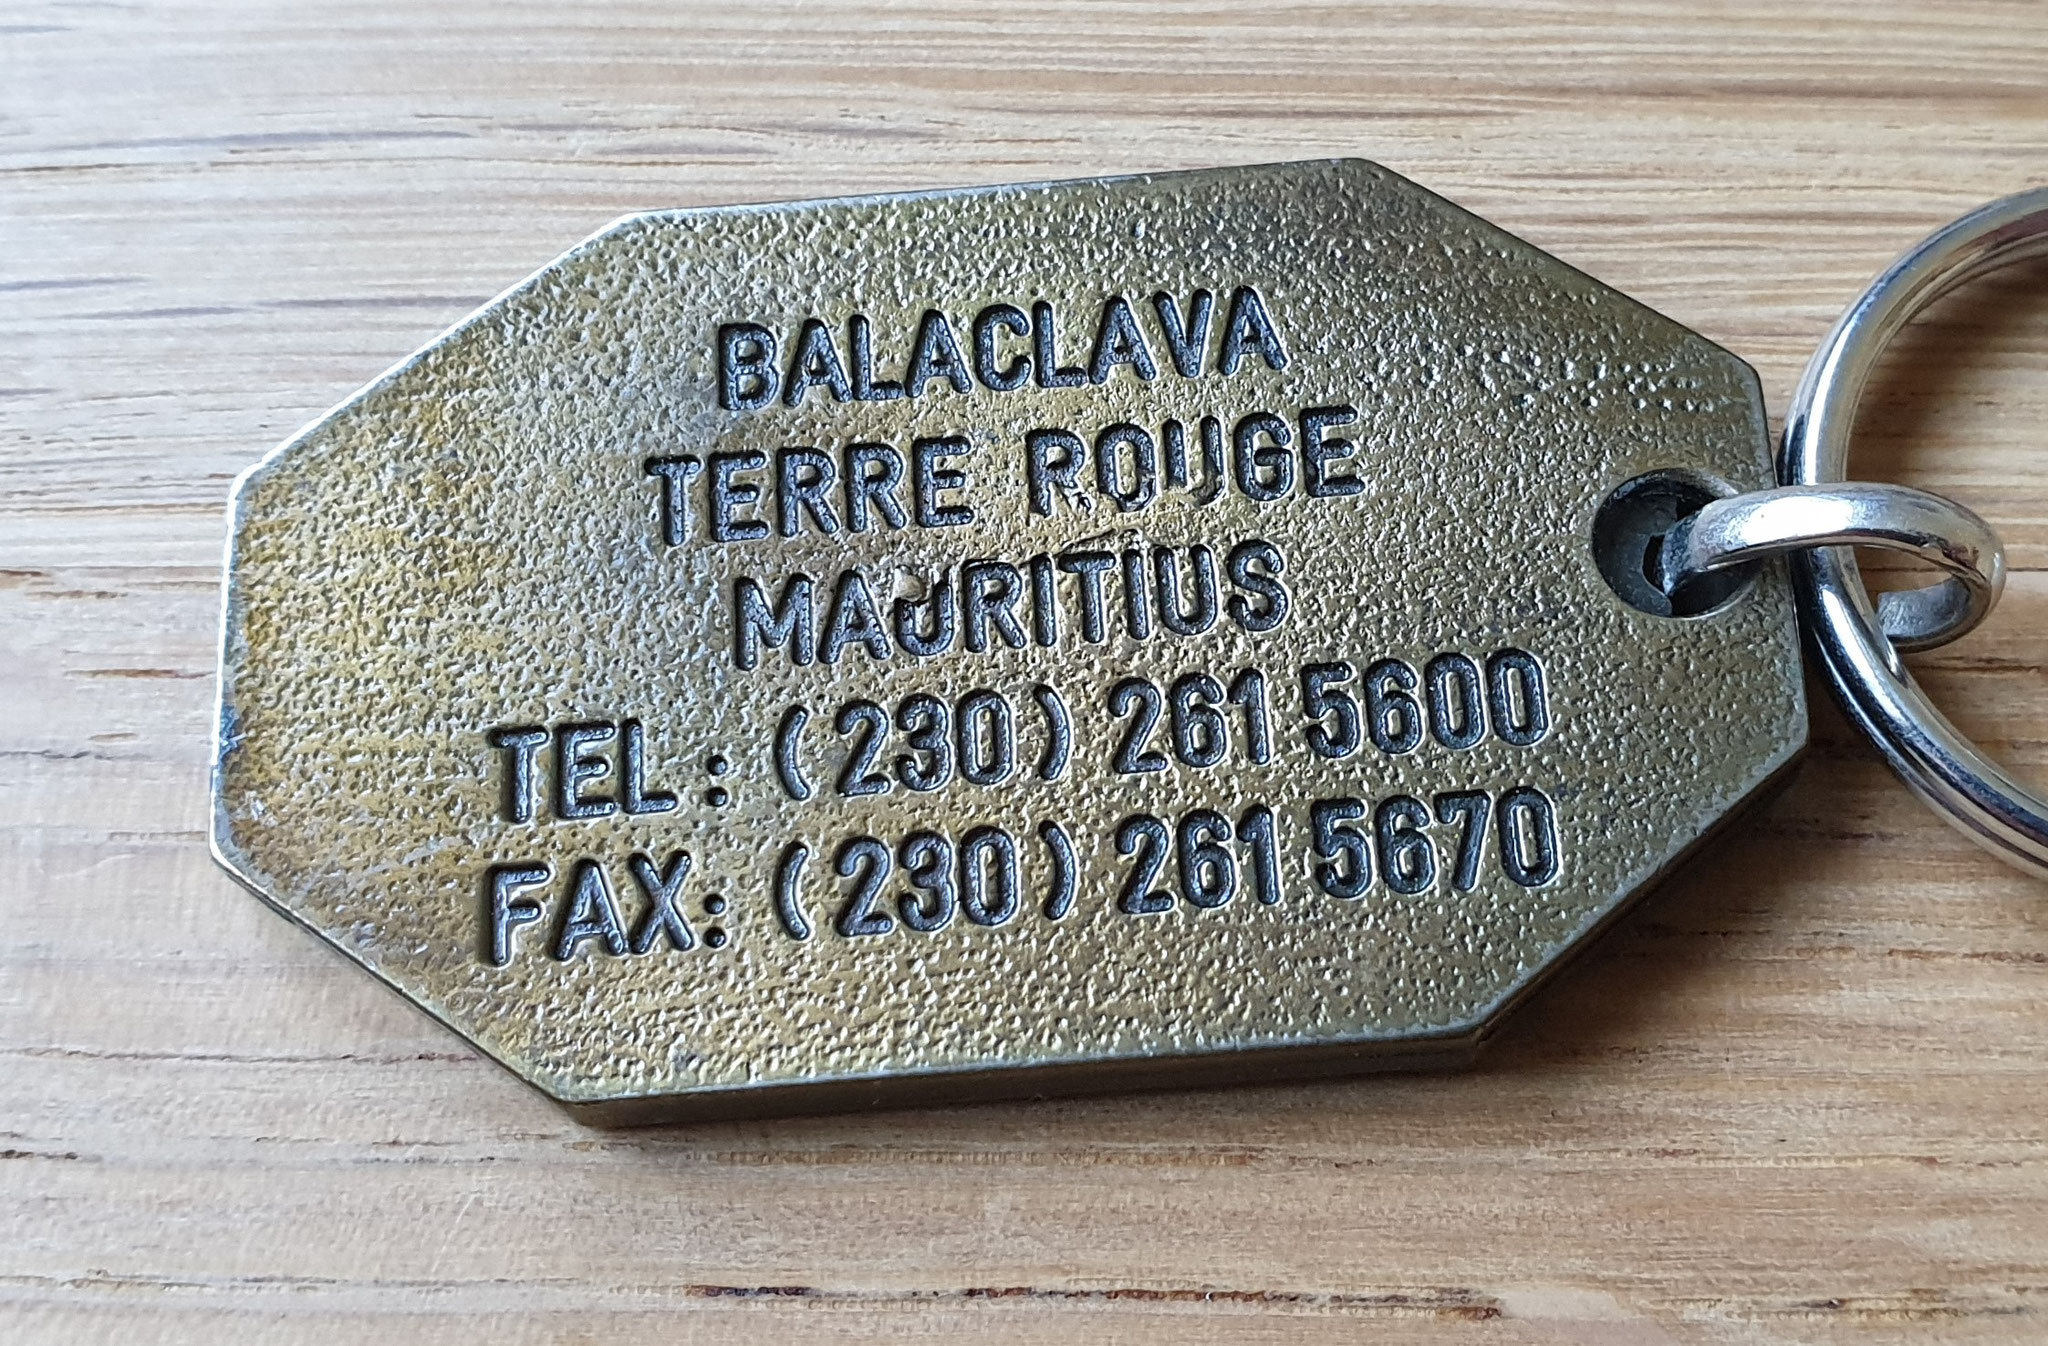 BALACLAVA
TERRE ROUGE
MAURITIUS
TEL: (230) 261 5600
FAX: (230) 261 5670